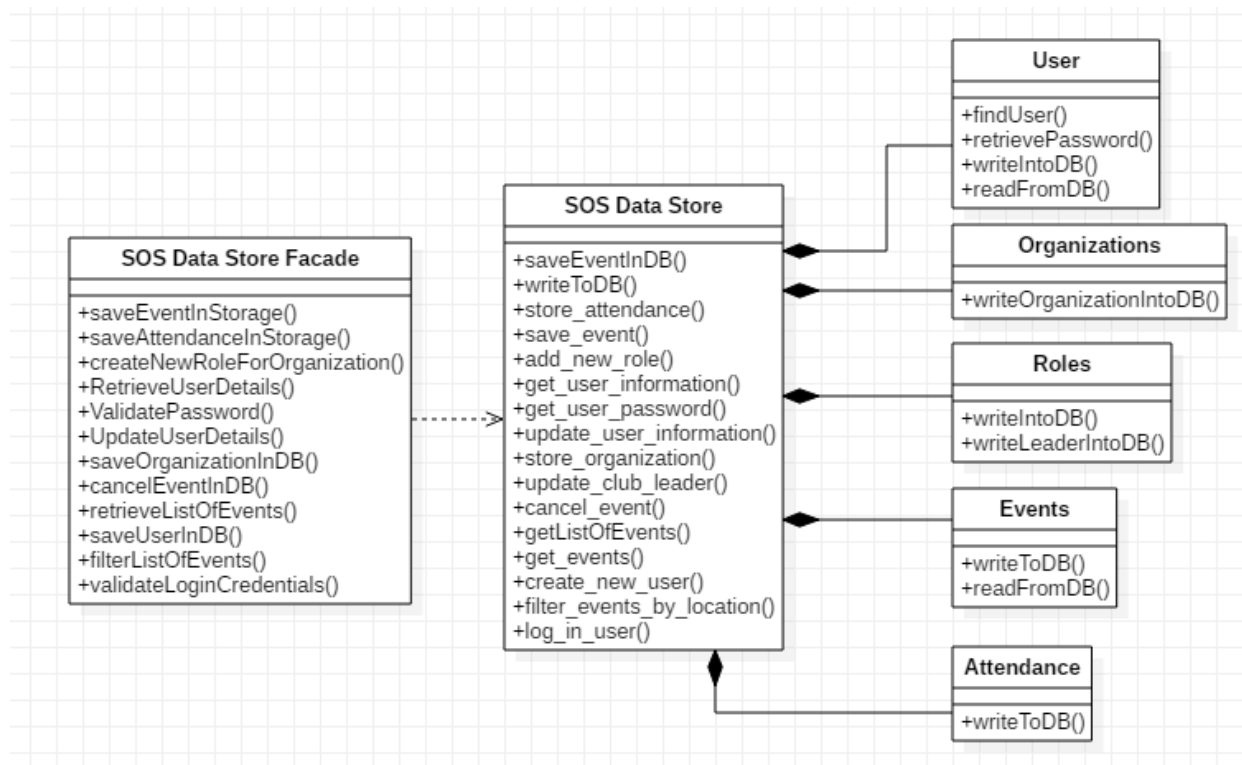 SOS Data Store Facade
+saveEventInStorage()
+saveAttendanceInStorage()
+createNewRoleForOrganization()
+RetrieveUserDetails()
+ValidatePassword()
+UpdateUserDetails()
+saveOrganizationInDB()
+cancelEventInDB()
+retrieveListOfEvents()
+saveUserInDB()
+filterListOfEvents()
+validateLoginCredentials()
SOS Data Store
+saveEventInDB()
+writeToDB()
+store_attendance()
+save_event()
+add_new_role()
+get_user_information()
+get_user_password()
+update_user_information()
+store_organization()
+update_club_leader()
+cancel_event()
+getListOfEvents()
+get_events()
+create_new_user()
+filter_events_by_location()
+log_in_user()
User
+findUser()
+retrievePassword()
+writeIntoDB()
+readFromDB()
Organizations
+writeOrganizationIntoDB()
Roles
+writeIntoDB()
+writeLeaderIntoDB()
Events
+writeToDB()
+readFromDB()
Attendance
+writeToDB()